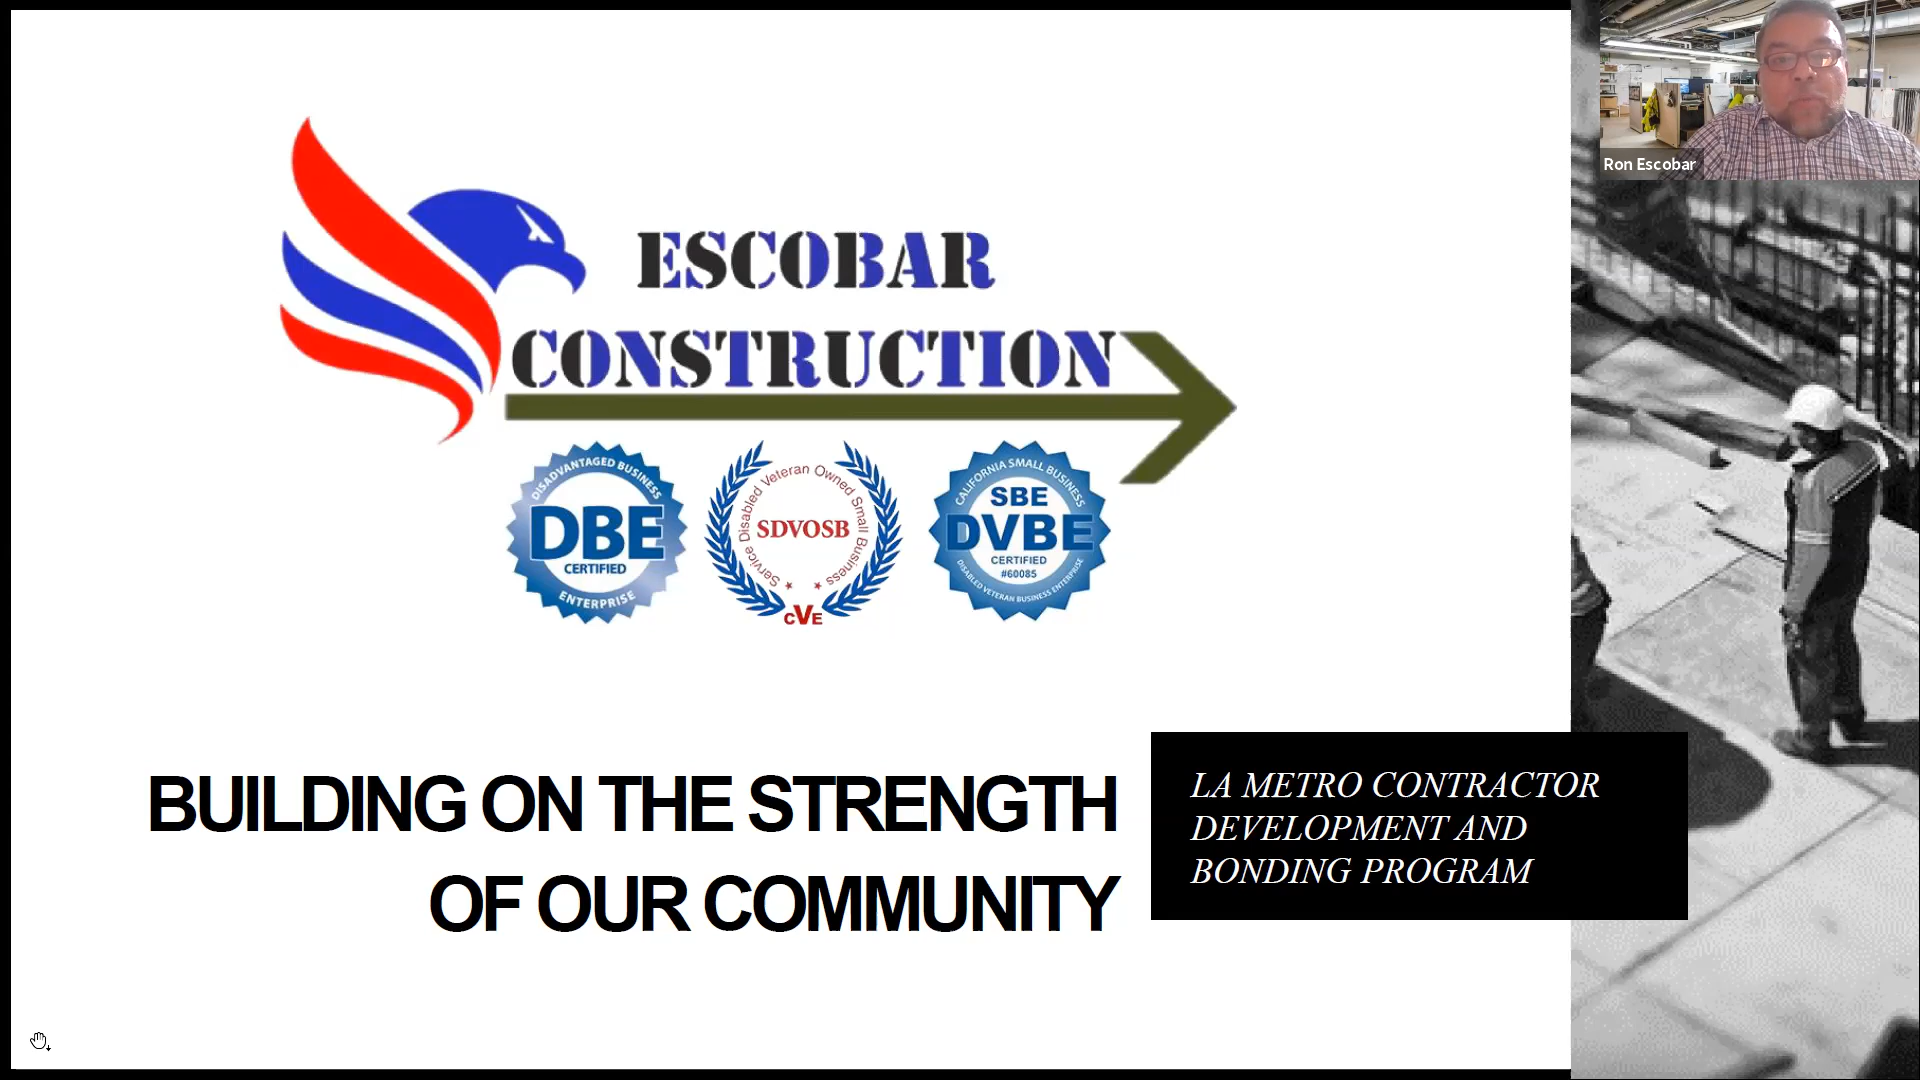 Ron Escobar
ESCOBAR
CONSTRUCTION
DISADVANTAGED BUSINESS
DBE
CERTIFIED
ENTERPRISE
Service Disabled Veteran Owned Small Business
SDVOSB
CVE
CALIFORNIA SMALL BUSINESS
SBE
DVBE
CERTIFIED
#60085
DISABLED VETERAN BUSINESS ENTERPRISE
BUILDING ON THE STRENGTH
OF OUR COMMUNITY
LA METRO CONTRACTOR
DEVELOPMENT AND
BONDING PROGRAM